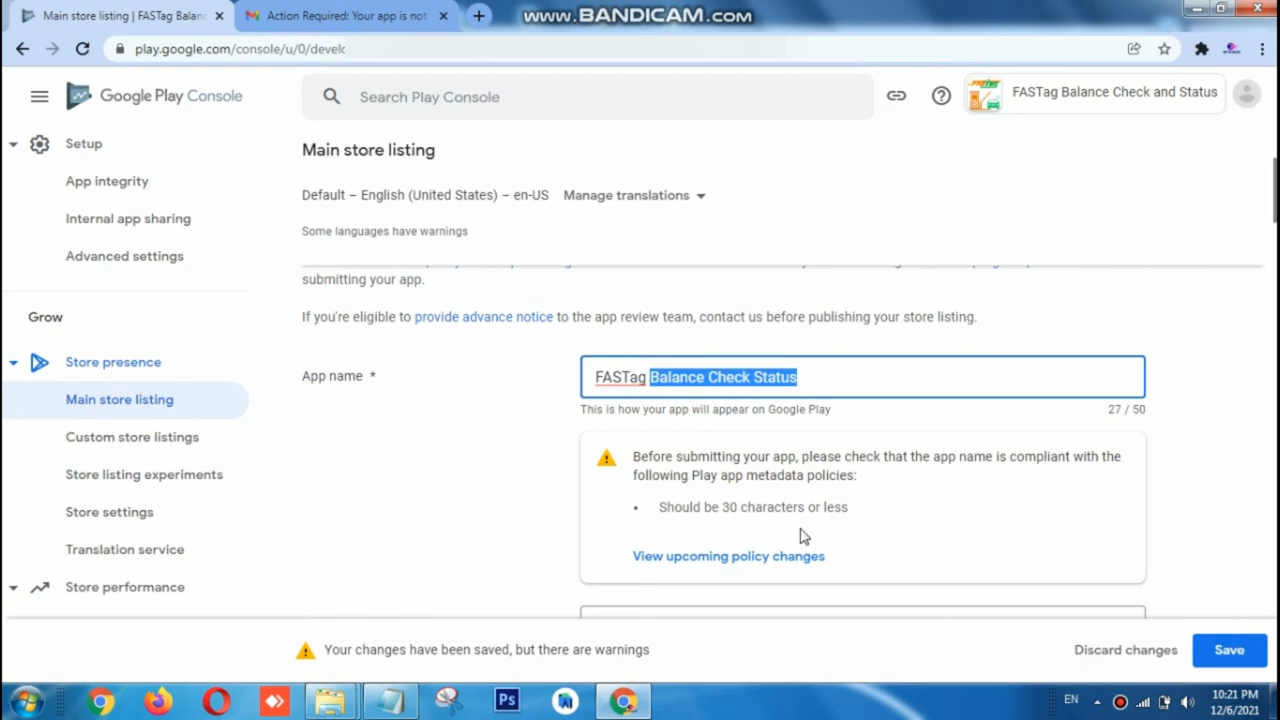 Main store listing | FASTag Balanc
Action Required: Your app is not
www.BANDICAM.com
play.google.com/console/u/0/develc
Google Play Console
Search Play Console
FASTag Balance Check and Status
Setup
App integrity
Internal app sharing
Advanced settings
Grow
Store presence
Main store listing
Custom store listings
Store listing experiments
Store settings
Translation service
Store performance
Main store listing
Default – English (United States) – en-US Manage translations
Some languages have warnings
submitting your app.
If you're eligible to provide advance notice to the app review team, contact us before publishing your store listing.
App name *
FASTag Balance Check Status
This is how your app will appear on Google Play 27 / 50
Before submitting your app, please check that the app name is compliant with the
following Play app metadata policies:
▪ Should be 30 characters or less
View upcoming policy changes
Your changes have been saved, but there are warnings
Discard changes
Save
Ps
EN
10:21 PM
12/6/2021